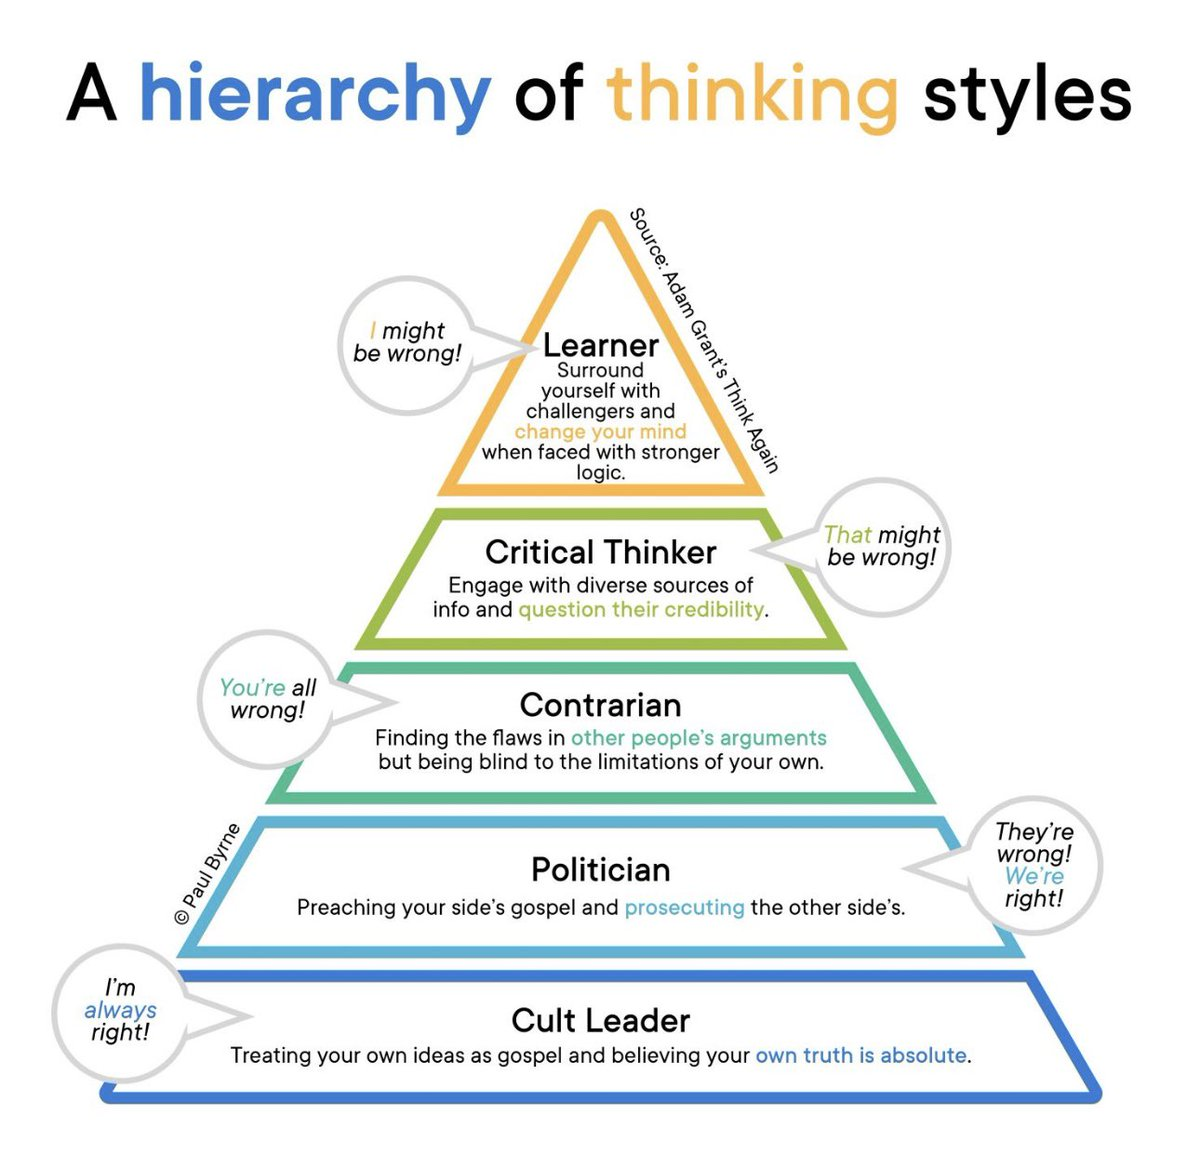 A hierarchy of thinking styles
Source: Adam Grant's Think Again
I might
be wrong!
Learner
Surround
yourself with
challengers and
change your mind
when faced with stronger
logic.
That might
be wrong!
Critical Thinker
Engage with diverse sources of
info and question their credibility.
You're all
wrong!
Contrarian
Finding the flaws in other people's arguments
but being blind to the limitations of your own.
They're
wrong!
We're
right!
Politician
Preaching your side's gospel and prosecuting the other side's.
© Paul Byrne
I'm
always
right!
Cult Leader
Treating your own ideas as gospel and believing your own truth is absolute.